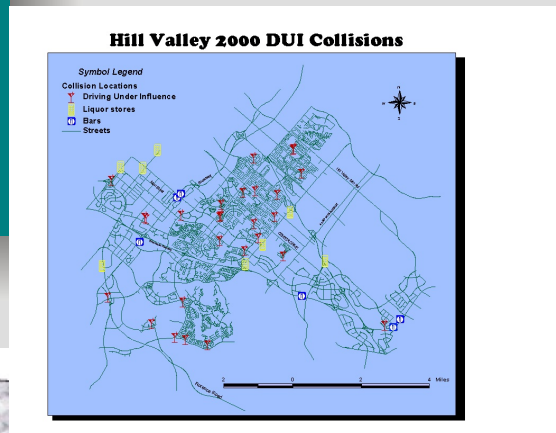 Hill Valley 2000 DUI Collisions
Symbol Legend
Collision Locations
Driving Under Influence
Liquor stores
Bars
Streets
N
W
E
S
2 0 2 4 Miles